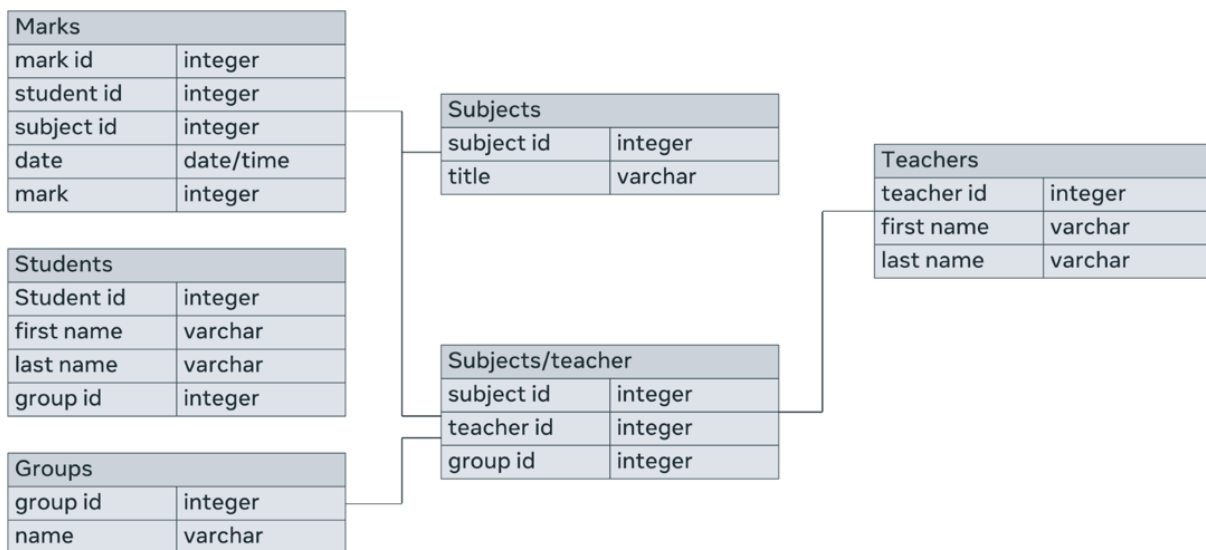 Marks
mark id integer
student id integer
subject id integer
date date/time
mark integer
Students
Student id integer
first name varchar
last name varchar
group id integer
Groups
group id integer
name varchar
Subjects
subject id integer
title varchar
Subjects/teacher
subject id integer
teacher id integer
group id integer
Teachers
teacher id integer
first name varchar
last name varchar